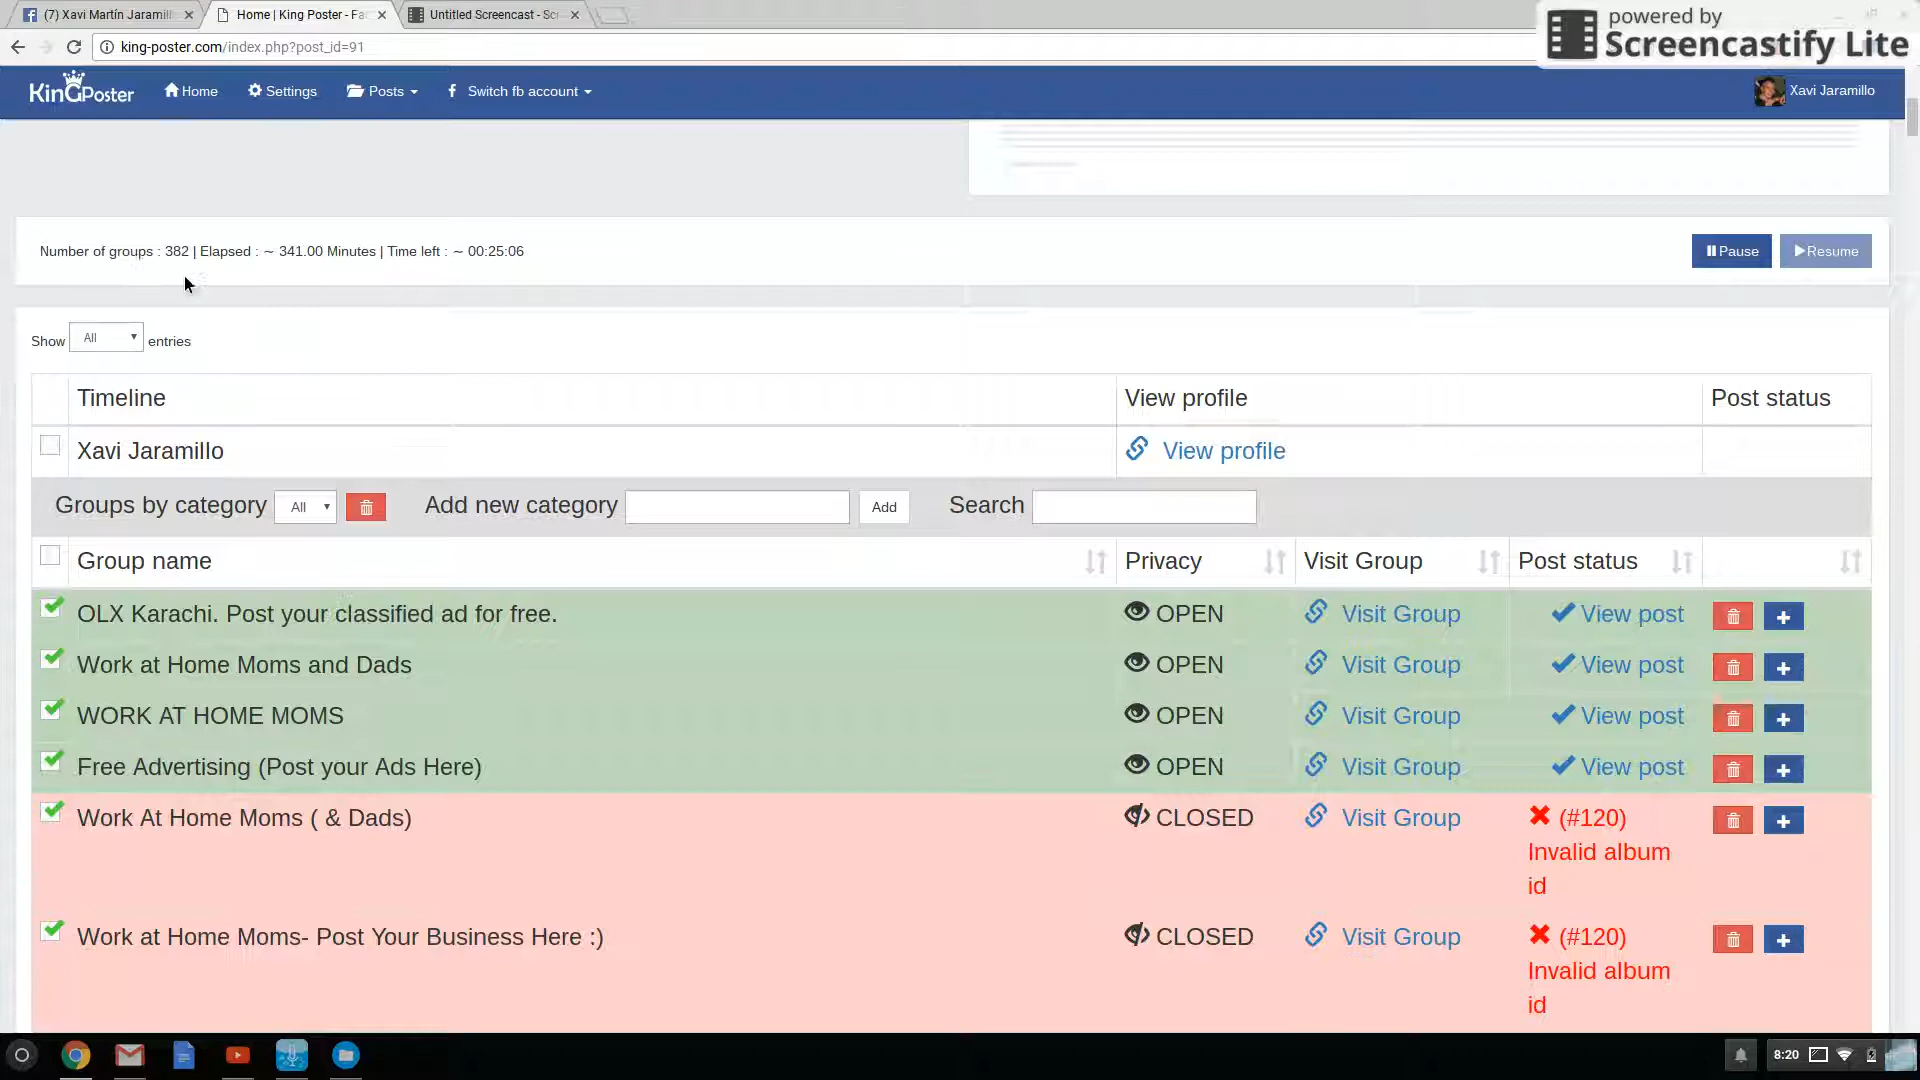 (7) Xavi Martín Jaramill
Home | King Poster - Fa
Untitled Screencast - Sc
powered by
Screencastify Lite
king-poster.com/index.php?post_id=91
KinGPoster
Home
Settings
Posts
Switch fb account
Xavi Jaramillo
Number of groups : 382 | Elapsed : ~ 341.00 Minutes | Time left : ~ 00:25:06
Pause
Resume
Show All entries
Timeline
View profile
Post status
Xavi Jaramillo
View profile
Groups by category All
Add new category
Add
Search
Group name
Privacy
Visit Group
Post status
OLX Karachi. Post your classified ad for free.
OPEN
Visit Group
View post
Work at Home Moms and Dads
OPEN
Visit Group
View post
WORK AT HOME MOMS
OPEN
Visit Group
View post
Free Advertising (Post your Ads Here)
OPEN
Visit Group
View post
Work At Home Moms ( & Dads)
CLOSED
Visit Group
(#120)
Invalid album
id
Work at Home Moms- Post Your Business Here :)
CLOSED
Visit Group
(#120)
Invalid album
id
8:20